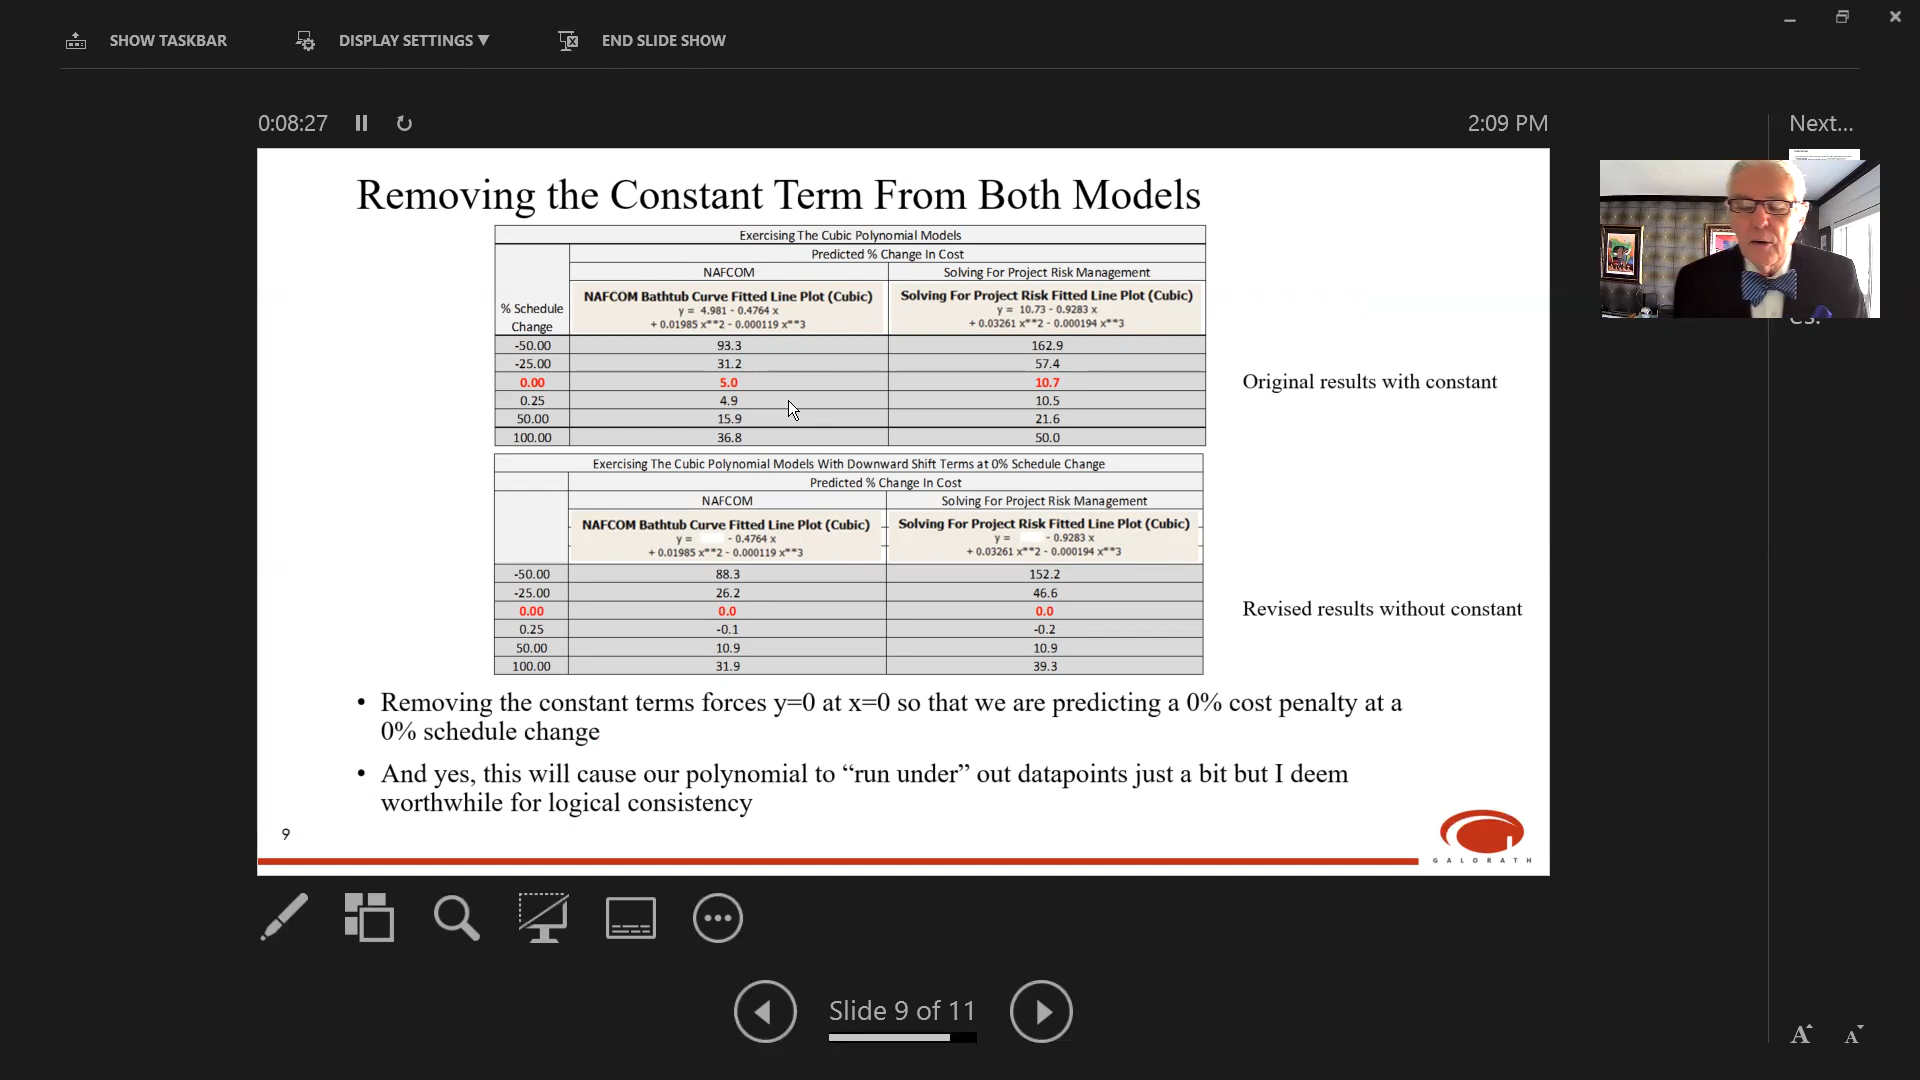 SHOW TASKBAR
DISPLAY SETTINGS ▼
END SLIDE SHOW
0:08:27
2:09 PM
Next...
Removing the Constant Term From Both Models
Exercising The Cubic Polynomial Models
Predicted % Change In Cost
NAFCOM Solving For Project Risk Management
% Schedule Change
NAFCOM Bathtub Curve Fitted Line Plot (Cubic)
y = 4.981 - 0.4764 x
+ 0.01985 x**2 - 0.000119 x**3
Solving For Project Risk Fitted Line Plot (Cubic)
y = 10.73 - 0.9283 x
+ 0.03261 x**2 - 0.000194 x**3
-50.00 93.3 162.9
-25.00 31.2 57.4
0.00 5.0 10.7
0.25 4.9 10.5
50.00 15.9 21.6
100.00 36.8 50.0
Original results with constant
Exercising The Cubic Polynomial Models With Downward Shift Terms at 0% Schedule Change
Predicted % Change In Cost
NAFCOM Solving For Project Risk Management
NAFCOM Bathtub Curve Fitted Line Plot (Cubic)
y = - 0.4764 x
+ 0.01985 x**2 - 0.000119 x**3
Solving For Project Risk Fitted Line Plot (Cubic)
y = - 0.9283 x
+ 0.03261 x**2 - 0.000194 x**3
-50.00 88.3 152.2
-25.00 26.2 46.6
0.00 0.0 0.0
0.25 -0.1 -0.2
50.00 10.9 10.9
100.00 31.9 39.3
Revised results without constant
• Removing the constant terms forces y=0 at x=0 so that we are predicting a 0% cost penalty at a
0% schedule change
• And yes, this will cause our polynomial to “run under” out datapoints just a bit but I deem
worthwhile for logical consistency
9
GALORATH
Slide 9 of 11
A A